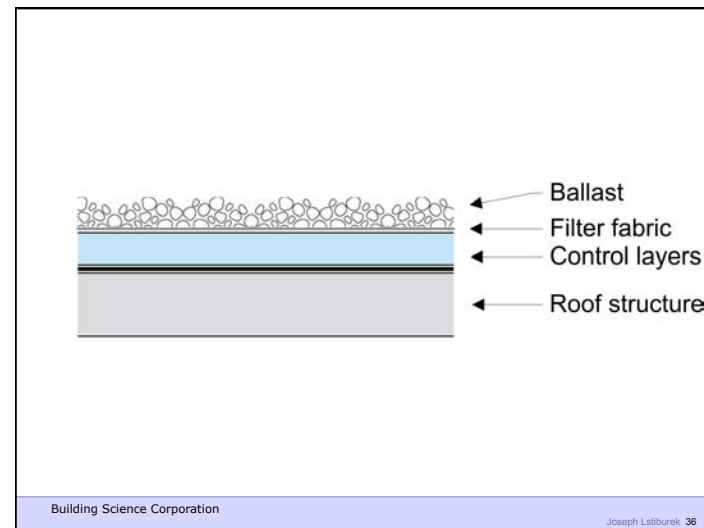 Ballast
Filter fabric
Control layers
Roof structure
Building Science Corporation
Joseph Lstiburek 36